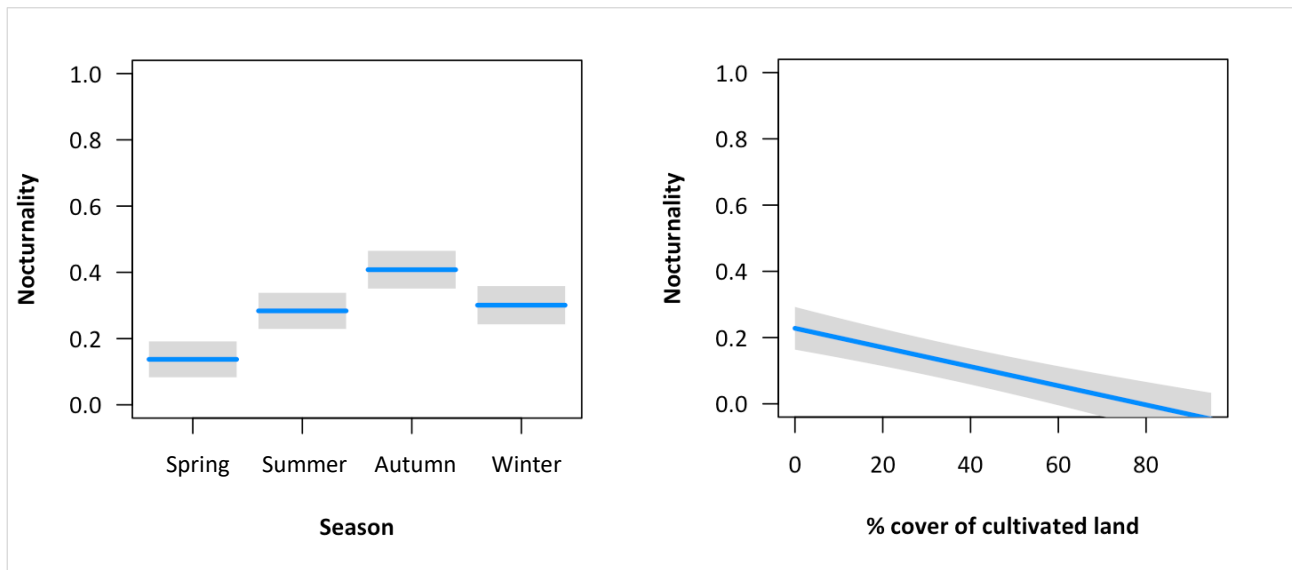 1.0
0.8
0.6
0.4
0.2
0.0
Nocturnality
Spring Summer Autumn Winter
Season
1.0
0.8
0.6
0.4
0.2
0.0
Nocturnality
0 20 40 60 80
% cover of cultivated land